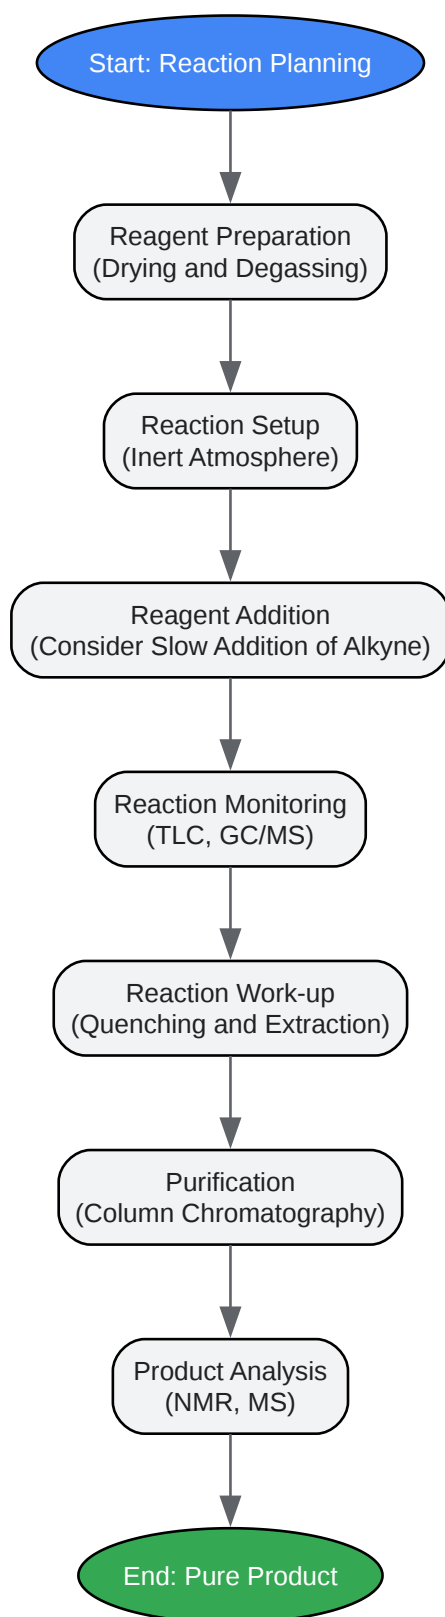 Start: Reaction Planning
Reagent Preparation
(Drying and Degassing)
Reaction Setup
(Inert Atmosphere)
Reagent Addition
(Consider Slow Addition of Alkyne)
Reaction Monitoring
(TLC, GC/MS)
Reaction Work-up
(Quenching and Extraction)
Purification
(Column Chromatography)
Product Analysis
(NMR, MS)
End: Pure Product